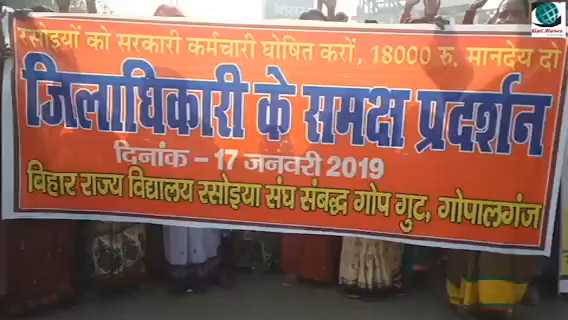 रसोइयों को सरकारी कर्मचारी घोषित करों, 18000 रु. मानदेय दो
जिलाधिकारी के समक्ष प्रदर्शन
दिनांक - 17 जनवरी 2019
बिहार राज्य विद्यालय रसोइया संघ संबद्ध गोप गुट, गोपालगंज